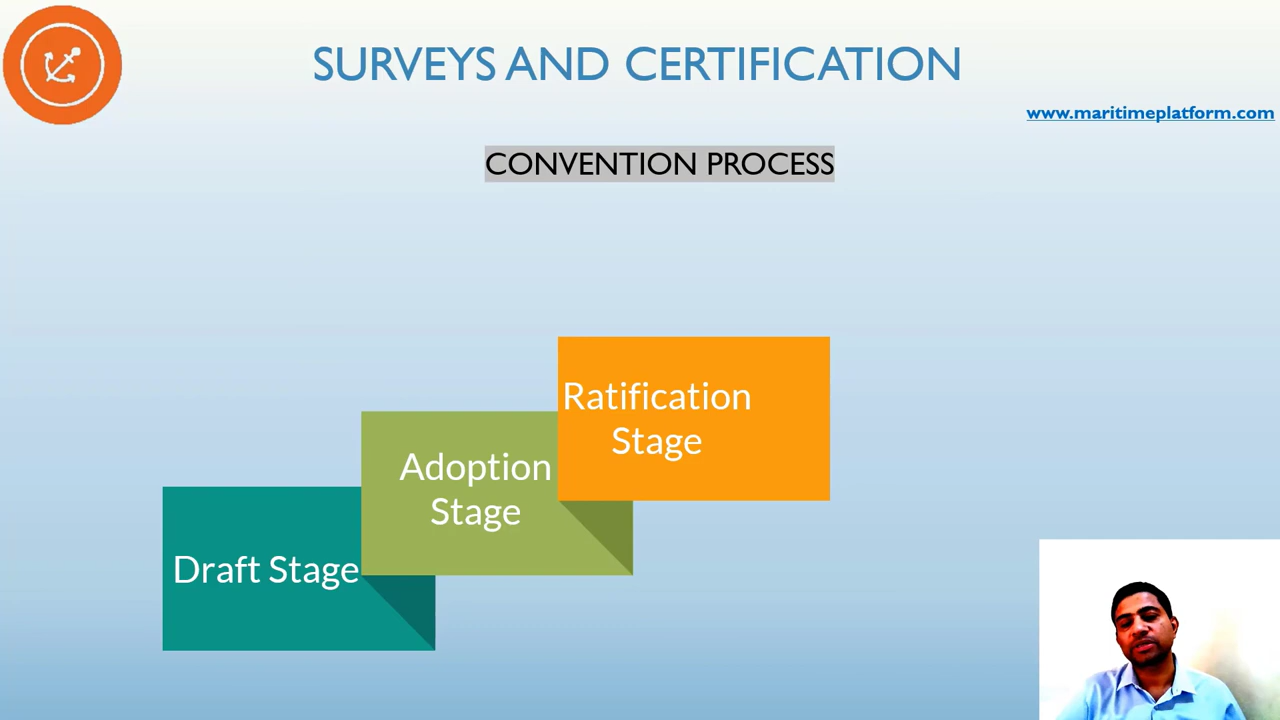 SURVEYS AND CERTIFICATION
www.maritimeplatform.com
CONVENTION PROCESS
Ratification
Stage
Adoption
Stage
Draft Stage